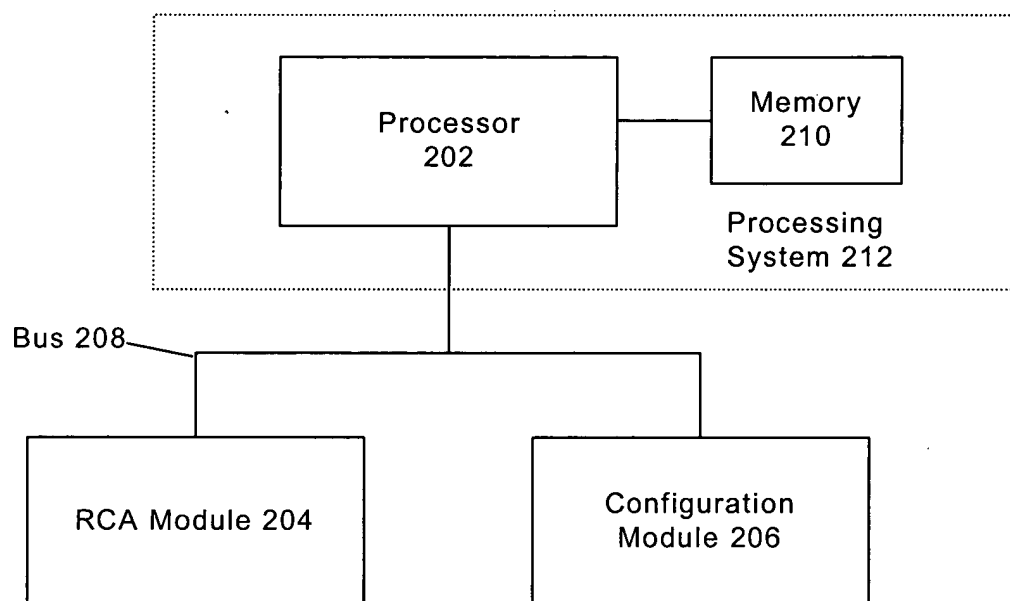 Processor
202
Memory
210
Processing
System 212
Bus 208
RCA Module 204
Configuration
Module 206